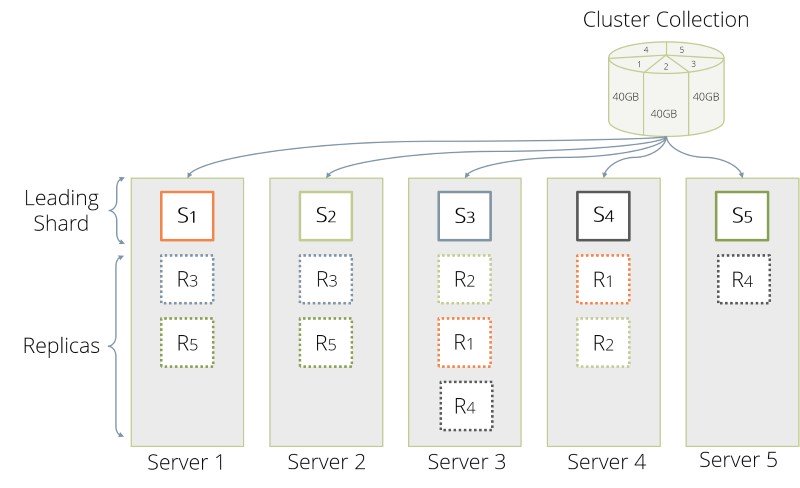 Cluster Collection
4 5
1 2 3
40GB 40GB
40GB
Leading
Shard
S1 S2 S3 S4 S5
R3 R3 R2 R1 R4
Replicas
R5 R5 R1 R2
R4
Server 1 Server 2 Server 3 Server 4 Server 5